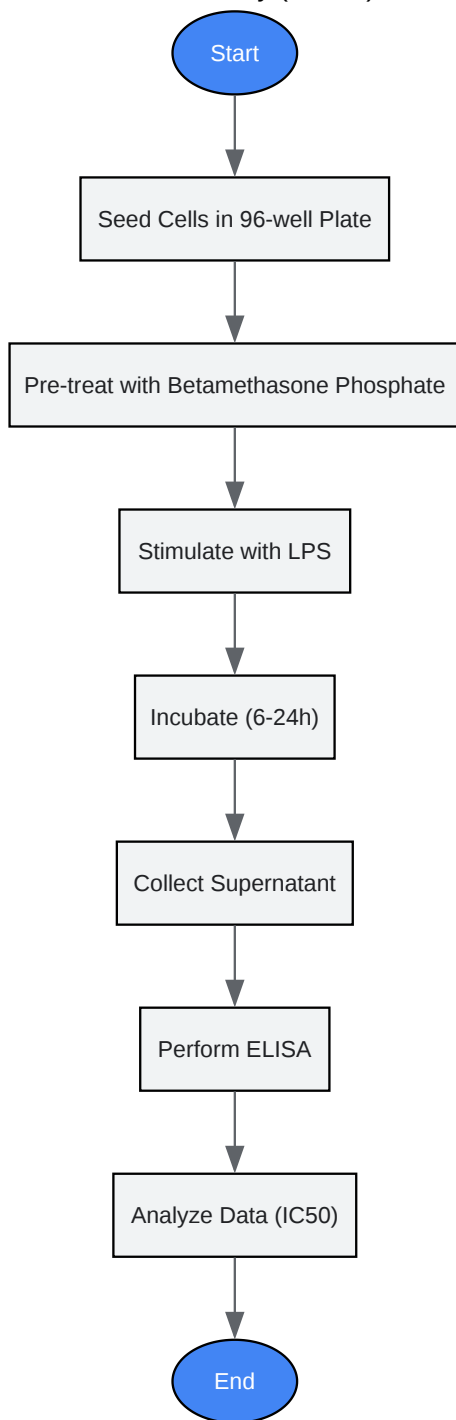 Start
Seed Cells in 96-well Plate
Pre-treat with Betamethasone Phosphate
Stimulate with LPS
Incubate (6-24h)
Collect Supernatant
Perform ELISA
Analyze Data (IC50)
End